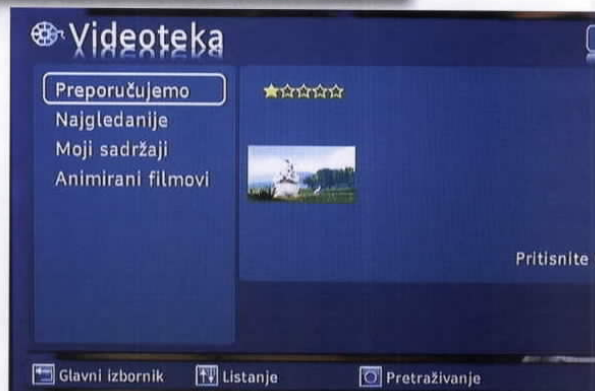 Videoteka
Preporučujemo
Najgledanije
Moji sadržaji
Animirani filmovi
Pritisnite
Glavni izbornik Listanje Pretraživanje